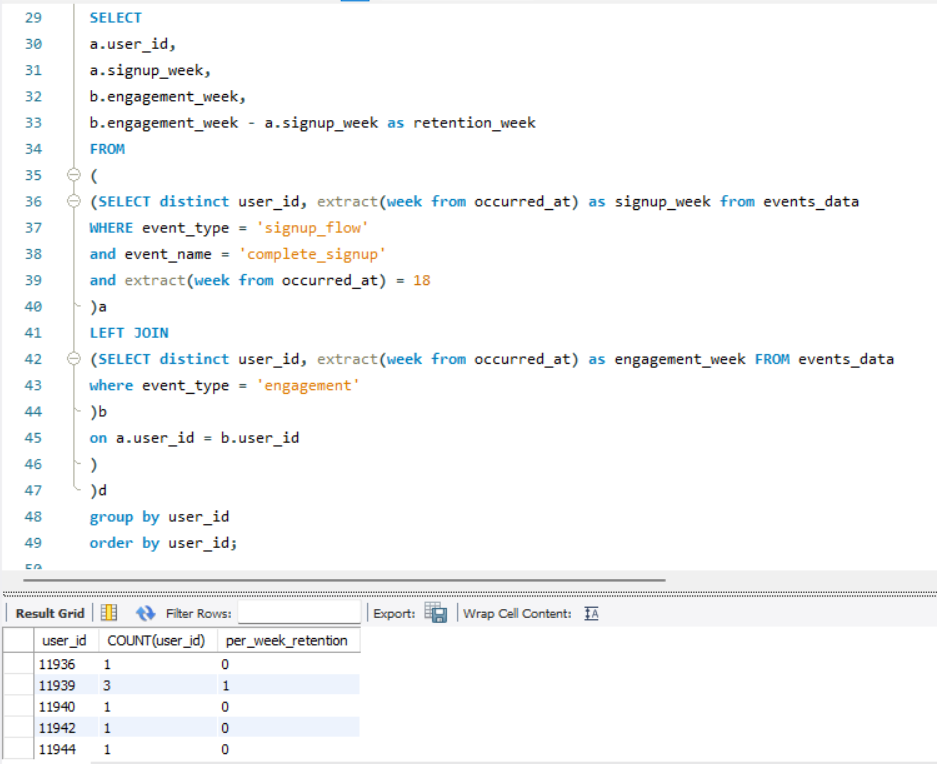 29 SELECT
30 a.user_id,
31 a.signup_week,
32 b.engagement_week,
33 b.engagement_week - a.signup_week as retention_week
34 FROM
35 (
36 (SELECT distinct user_id, extract(week from occurred_at) as signup_week from events_data
37 WHERE event_type = 'signup_flow'
38 and event_name = 'complete_signup'
39 and extract(week from occurred_at) = 18
40 )a
41 LEFT JOIN
42 (SELECT distinct user_id, extract(week from occurred_at) as engagement_week FROM events_data
43 where event_type = 'engagement'
44 )b
45 on a.user_id = b.user_id
46 )
47 )d
48 group by user_id
49 order by user_id;
50
Result Grid Filter Rows: Export: Wrap Cell Content: IA
user_id COUNT(user_id) per_week_retention
11936 1 0
11939 3 1
11940 1 0
11942 1 0
11944 1 0